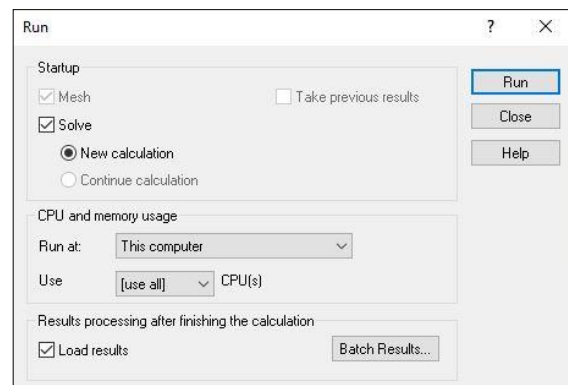 Run
?
Startup
Mesh
Take previous results
Solve
New calculation
Continue calculation
Run
Close
Help
CPU and memory usage
Run at: This computer
Use [use all] CPU(s)
Results processing after finishing the calculation
Load results
Batch Results...